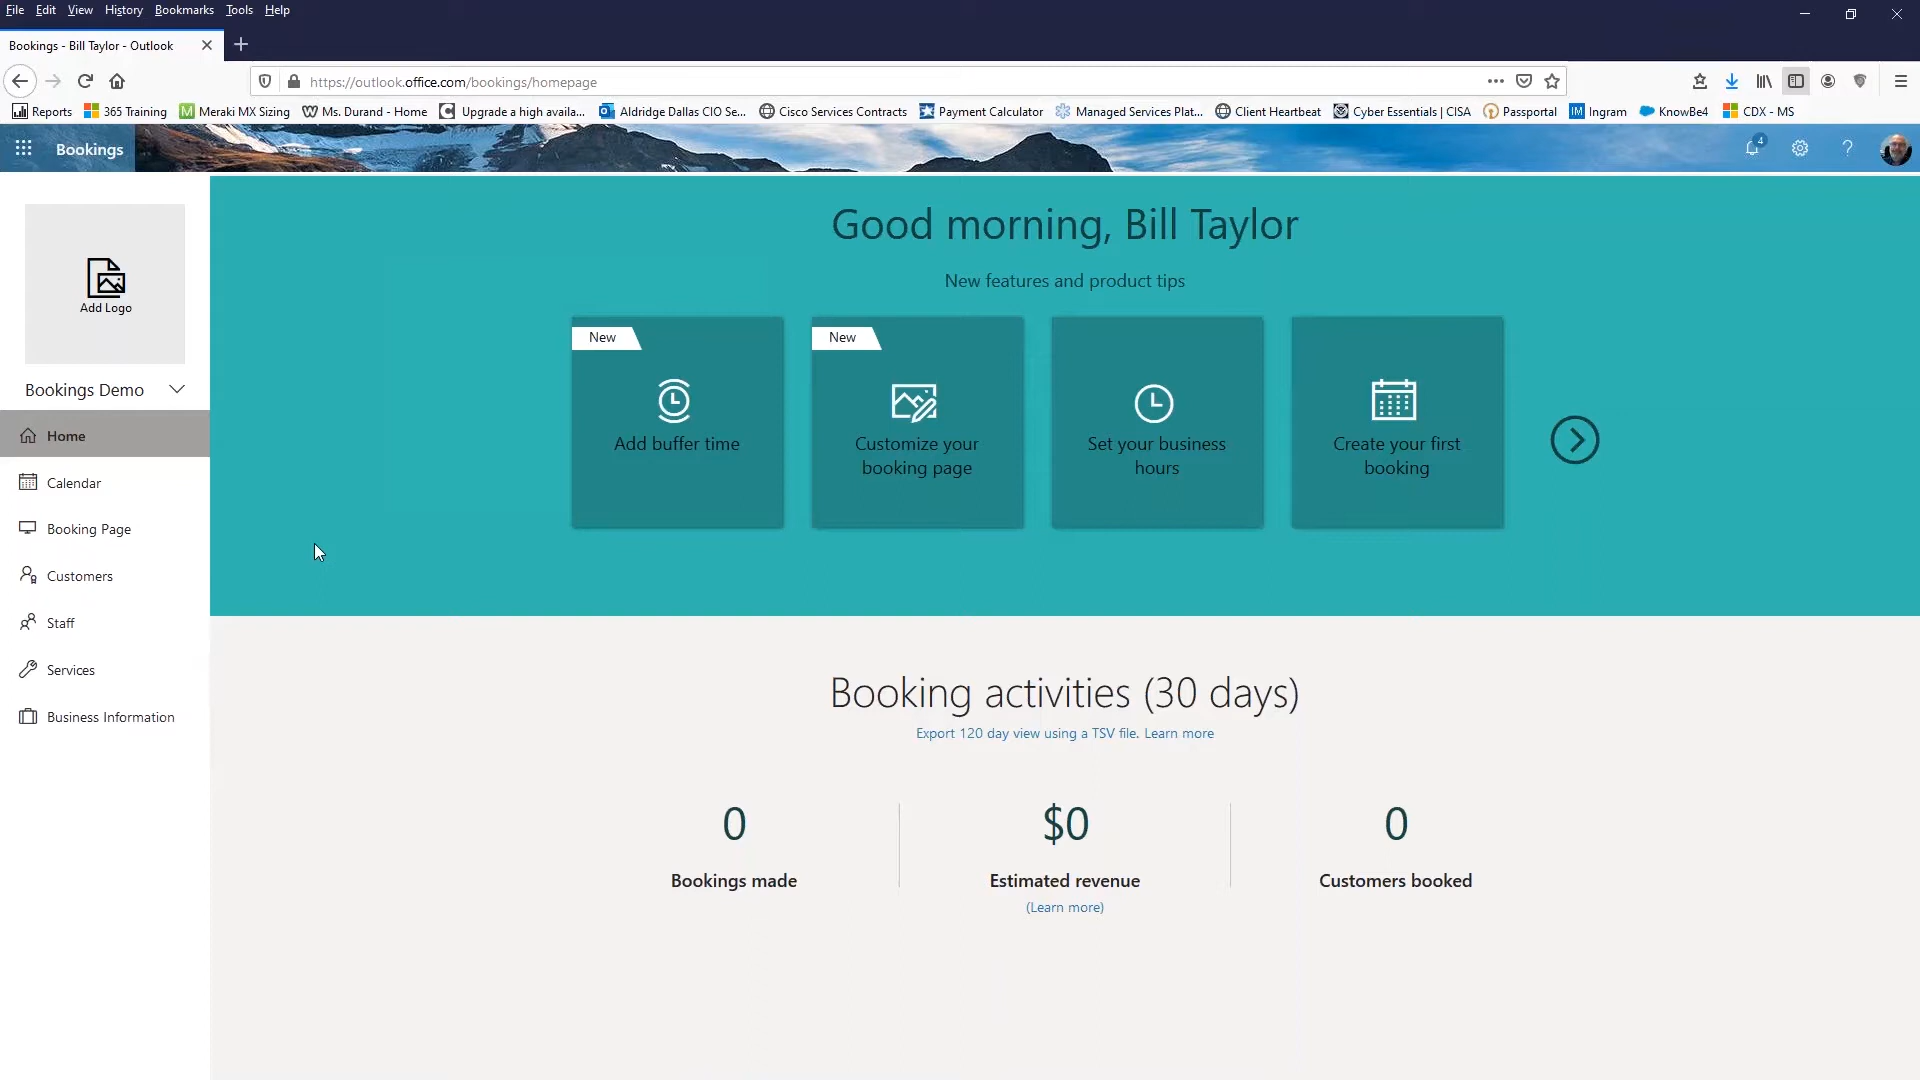 File Edit View History Bookmarks Tools Help
Bookings - Bill Taylor - Outlook
https://outlook.office.com/bookings/homepage
Reports 365 Training Meraki MX Sizing Ms. Durand - Home Upgrade a high availa... Aldridge Dallas CIO Se... Cisco Services Contracts Payment Calculator Managed Services Plat... Client Heartbeat Cyber Essentials | CISA Passportal Ingram KnowBe4 CDX - MS
Bookings
4
Add Logo
Bookings Demo
Home
Calendar
Booking Page
Customers
Staff
Services
Business Information
Good morning, Bill Taylor
New features and product tips
New
Add buffer time
New
Customize your
booking page
Set your business
hours
Create your first
booking
Booking activities (30 days)
Export 120 day view using a TSV file. Learn more
0
Bookings made
$0
Estimated revenue
(Learn more)
0
Customers booked